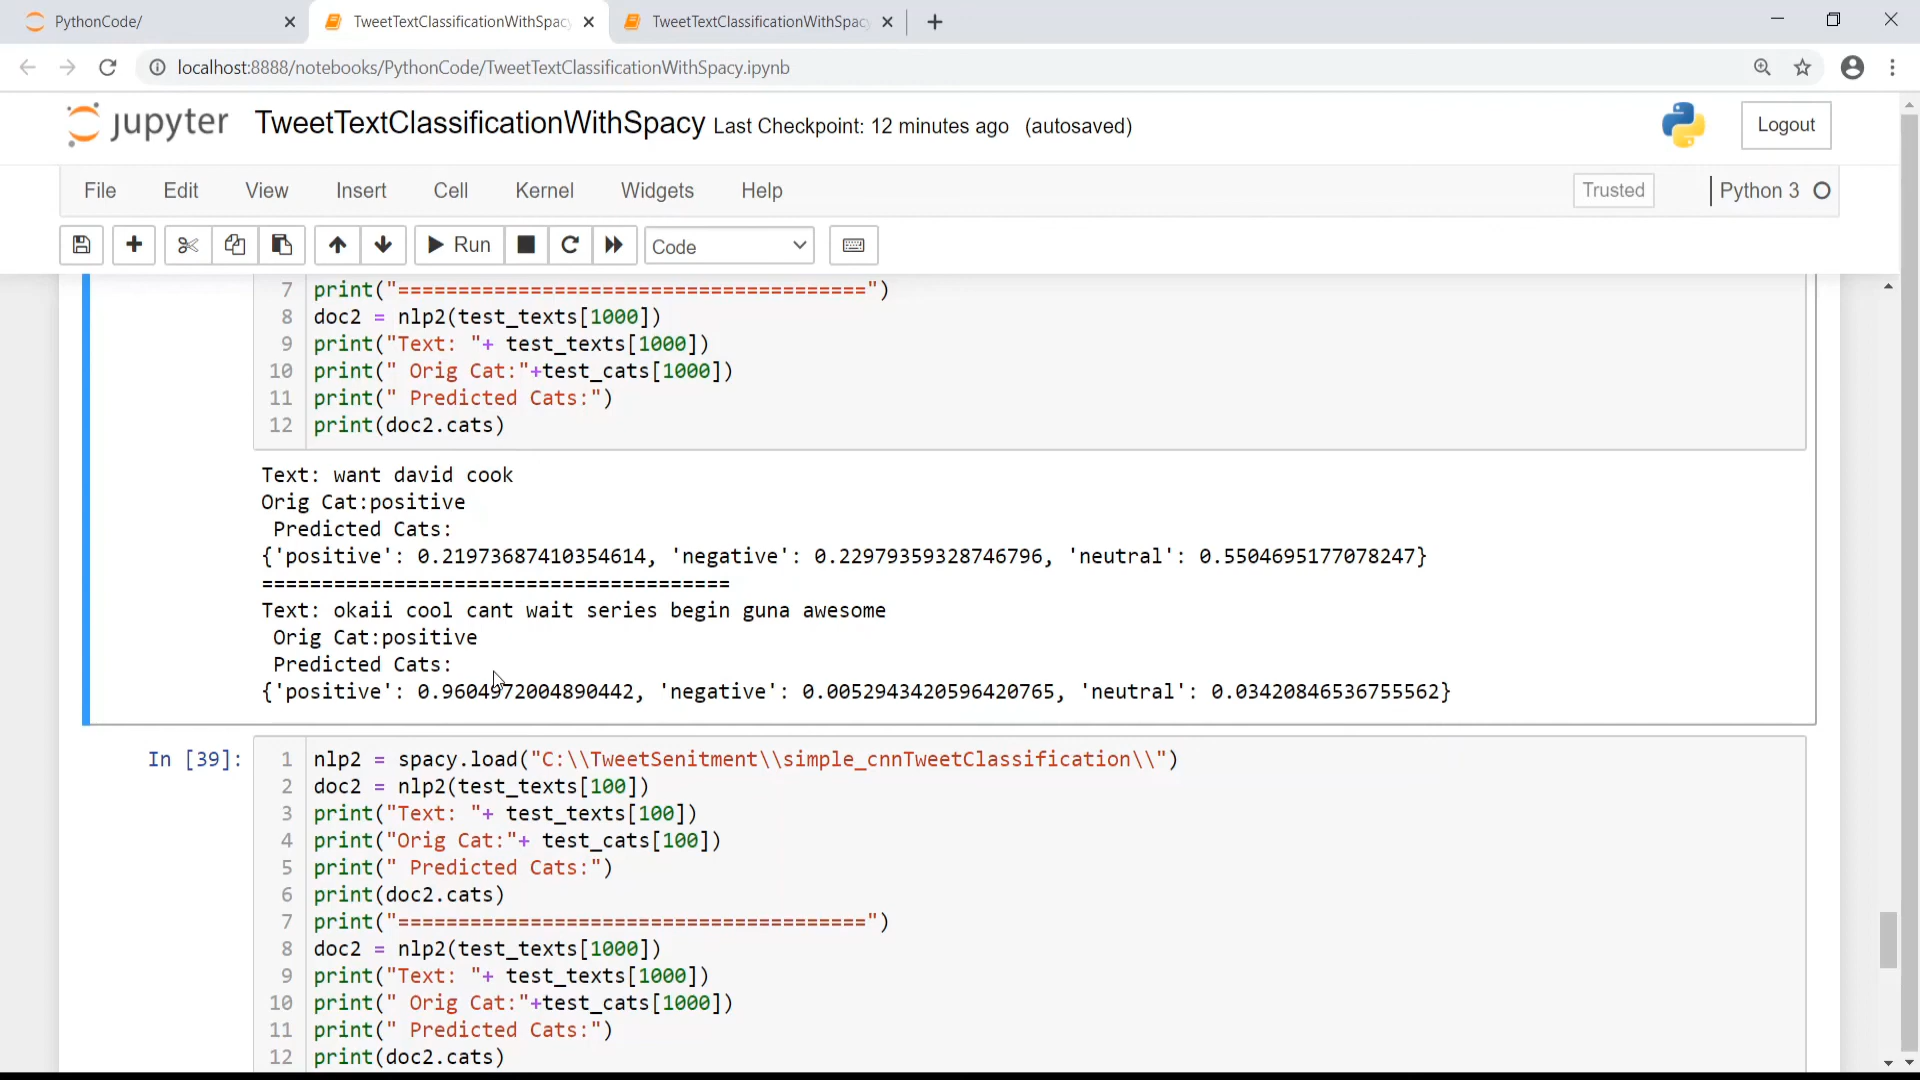 PythonCode/
TweetTextClassificationWithSpac
TweetTextClassificationWithSpac
localhost:8888/notebooks/PythonCode/TweetTextClassificationWithSpacy.ipynb
jupyter TweetTextClassificationWithSpacy Last Checkpoint: 12 minutes ago (autosaved)
Logout
File Edit View Insert Cell Kernel Widgets Help Trusted Python 3
Run Code
7 print("=======================================")
8 doc2 = nlp2(test_texts[1000])
9 print("Text: "+ test_texts[1000])
10 print(" Orig Cat:"+test_cats[1000])
11 print(" Predicted Cats:")
12 print(doc2.cats)
Text: want david cook
Orig Cat:positive
Predicted Cats:
{'positive': 0.21973687410354614, 'negative': 0.22979359328746796, 'neutral': 0.5504695177078247}
=======================================
Text: okaii cool cant wait series begin guna awesome
Orig Cat:positive
Predicted Cats:
{'positive': 0.9604972004890442, 'negative': 0.0052943420596420765, 'neutral': 0.03420846536755562}
In [39]:
1 nlp2 = spacy.load("C:\\TweetSenitment\\simple_cnnTweetClassification\\")
2 doc2 = nlp2(test_texts[100])
3 print("Text: "+ test_texts[100])
4 print("Orig Cat:"+ test_cats[100])
5 print(" Predicted Cats:")
6 print(doc2.cats)
7 print("=======================================")
8 doc2 = nlp2(test_texts[1000])
9 print("Text: "+ test_texts[1000])
10 print(" Orig Cat:"+test_cats[1000])
11 print(" Predicted Cats:")
12 print(doc2.cats)